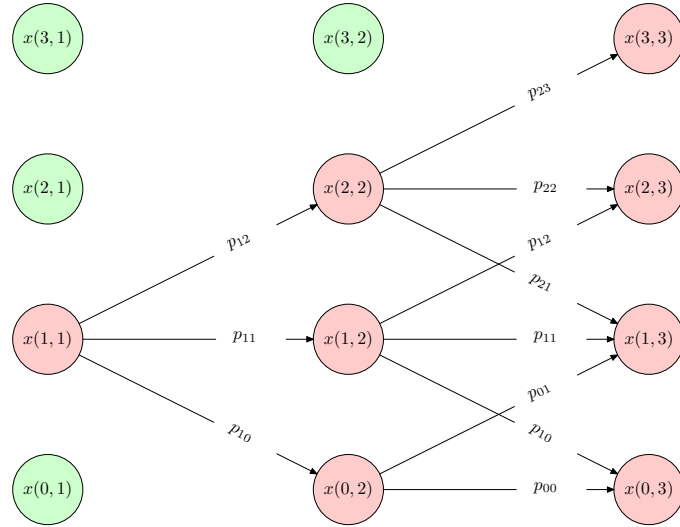 x(3, 1) x(3, 2) x(3, 3)
p₂₃
x(2, 1) x(2, 2) p₂₂ x(2, 3)
p₁₂ p₁₂
p₂₁
x(1, 1) p₁₁ x(1, 2) p₁₁ x(1, 3)
p₀₁
p₁₀ p₁₀
x(0, 1) x(0, 2) p₀₀ x(0, 3)